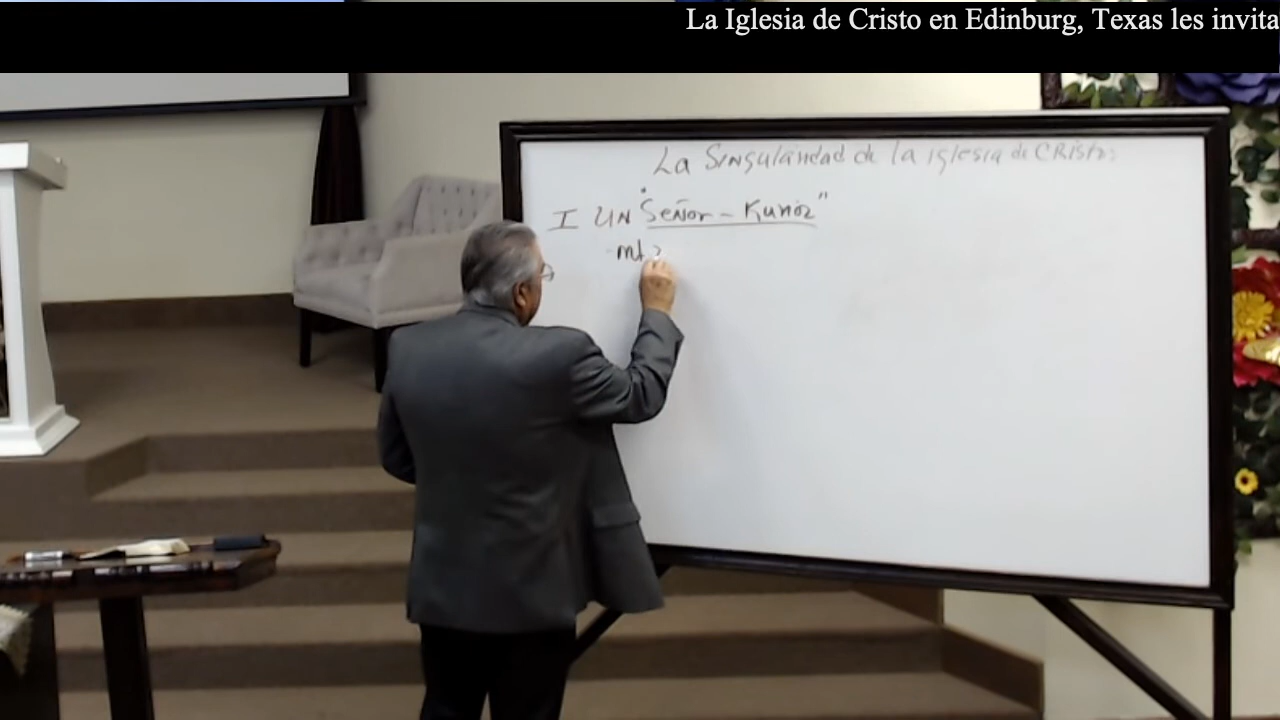 La Iglesia de Cristo en Edinburg, Texas les invita
La Singularidad de la iglesia de CRISTO:
I UN "Señor - Kurios"
mt